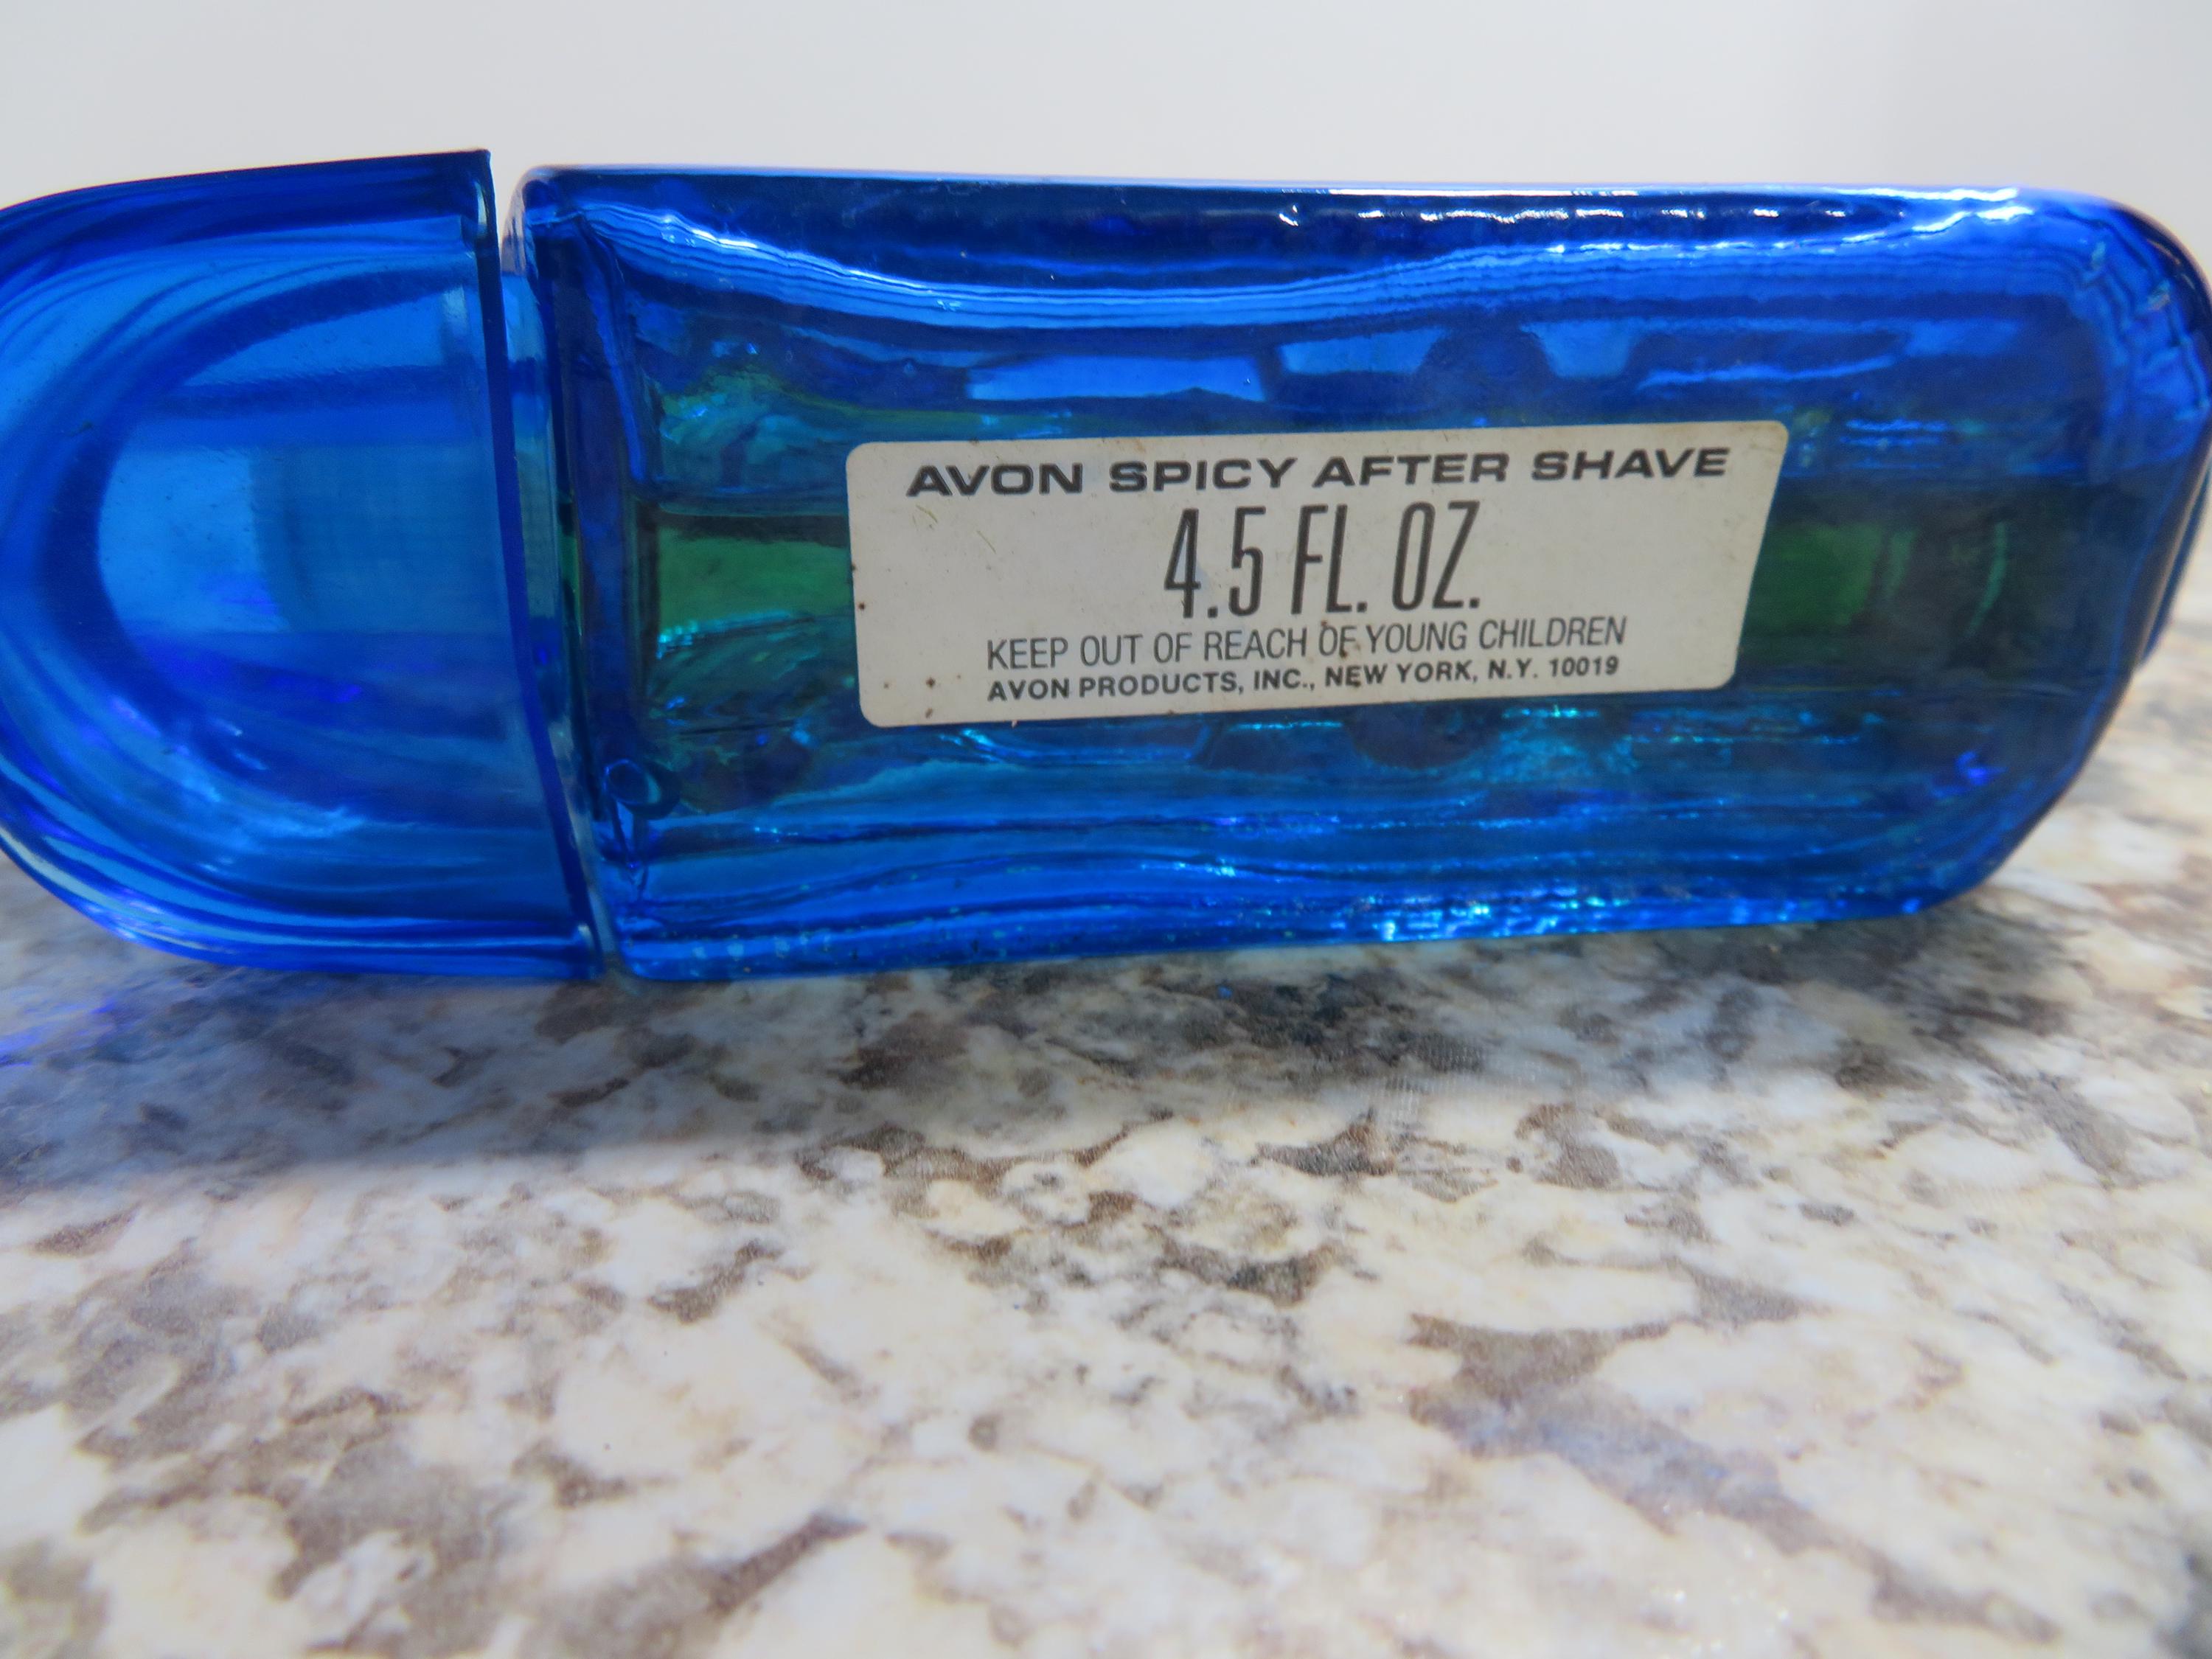 AVON SPICY AFTER SHAVE
4.5 FL. OZ.
KEEP OUT OF REACH OF YOUNG CHILDREN
AVON PRODUCTS, INC., NEW YORK, N.Y. 10019